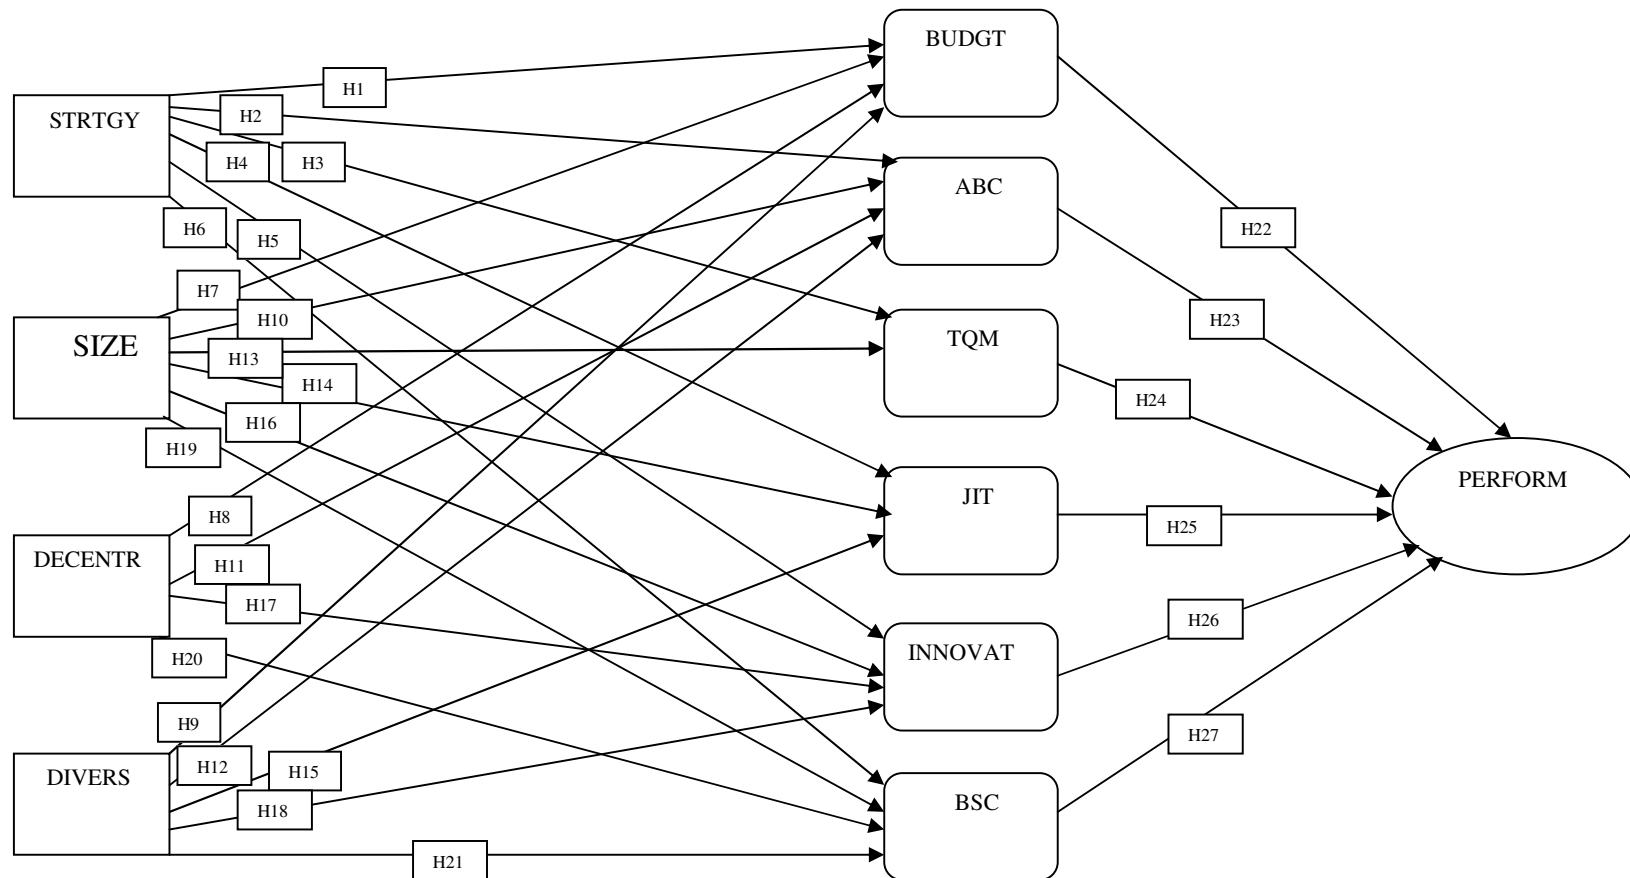 BUDGT
H1
STRTGY
H2
H4
H3
ABC
H6
H5
H22
H7
H10
H23
SIZE
H13
TQM
H14
H24
H16
H19
PERFORM
JIT
H8
H25
DECENTR
H11
H17
H26
H20
INNOVAT
H9
H27
H12
H15
DIVERS
H18
BSC
H21